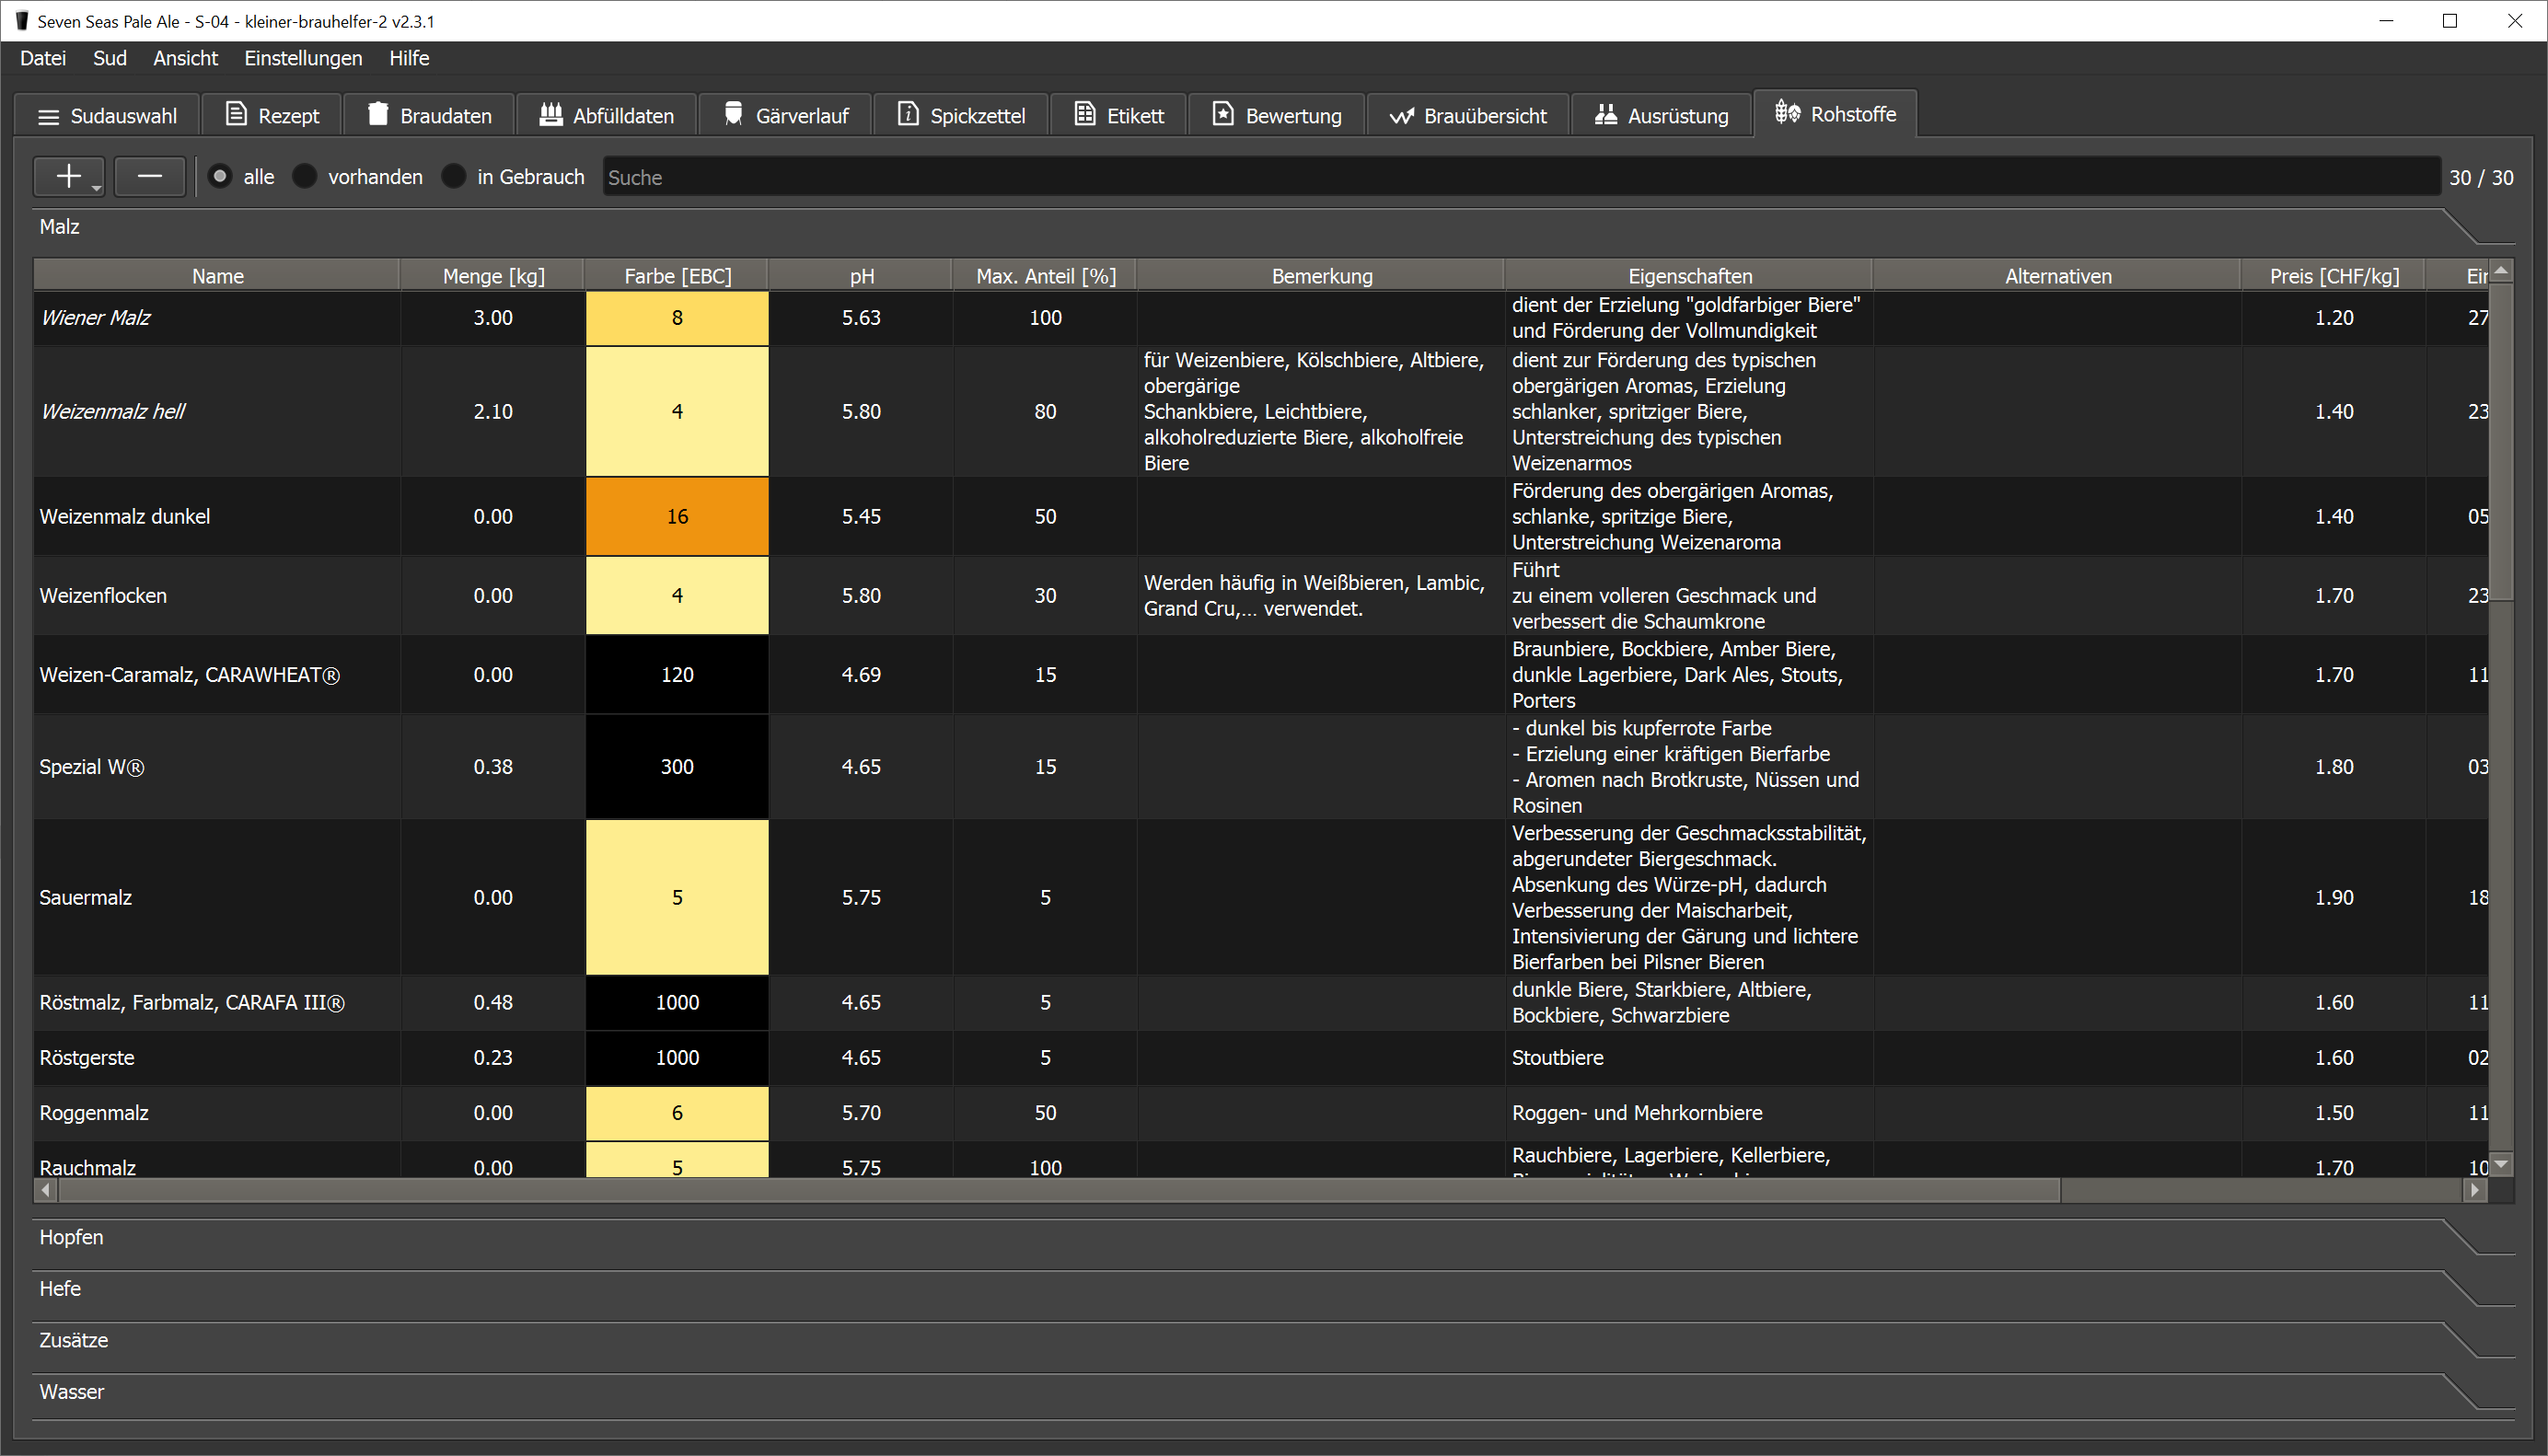 Seven Seas Pale Ale - S-04 - kleiner-brauhelfer-2 v2.3.1
Datei Sud Ansicht Einstellungen Hilfe
Sudauswahl Rezept Braudaten Abfülldaten Gärverlauf Spickzettel Etikett Bewertung Brauübersicht Ausrüstung Rohstoffe
alle vorhanden in Gebrauch Suche 30 / 30
Malz
Name Menge [kg] Farbe [EBC] pH Max. Anteil [%] Bemerkung Eigenschaften Alternativen Preis [CHF/kg] Ein
Wiener Malz 3.00 8 5.63 100 dient der Erzielung "goldfarbiger Biere"
und Förderung der Vollmundigkeit 1.20 27
Weizenmalz hell 2.10 4 5.80 80
für Weizenbiere, Kölschbiere, Altbiere,
obergärige
Schankbiere, Leichtbiere,
alkoholreduzierte Biere, alkoholfreie
Biere
dient zur Förderung des typischen
obergärigen Aromas, Erzielung
schlanker, spritziger Biere,
Unterstreichung des typischen
Weizenarmos
1.40 23
Weizenmalz dunkel 0.00 16 5.45 50
Förderung des obergärigen Aromas,
schlanke, spritzige Biere,
Unterstreichung Weizenaroma
1.40 05
Weizenflocken 0.00 4 5.80 30
Werden häufig in Weißbieren, Lambic,
Grand Cru,... verwendet.
Führt
zu einem volleren Geschmack und
verbessert die Schaumkrone
1.70 23
Weizen-Caramalz, CARAWHEAT® 0.00 120 4.69 15
Braunbiere, Bockbiere, Amber Biere,
dunkle Lagerbiere, Dark Ales, Stouts,
Porters
1.70 11
Spezial W® 0.38 300 4.65 15
- dunkel bis kupferrote Farbe
- Erzielung einer kräftigen Bierfarbe
- Aromen nach Brotkruste, Nüssen und
Rosinen
1.80 03
Sauermalz 0.00 5 5.75 5
Verbesserung der Geschmacksstabilität,
abgerundeter Biergeschmack.
Absenkung des Würze-pH, dadurch
Verbesserung der Maischarbeit,
Intensivierung der Gärung und lichtere
Bierfarben bei Pilsner Bieren
1.90 18
Röstmalz, Farbmalz, CARAFA III® 0.48 1000 4.65 5
dunkle Biere, Starkbiere, Altbiere,
Bockbiere, Schwarzbiere
1.60 11
Röstgerste 0.23 1000 4.65 5 Stoutbiere 1.60 02
Roggenmalz 0.00 6 5.70 50 Roggen- und Mehrkornbiere 1.50 11
Rauchmalz 0.00 5 5.75 100 Rauchbiere, Lagerbiere, Kellerbiere, 1.70 10
Hopfen
Hefe
Zusätze
Wasser